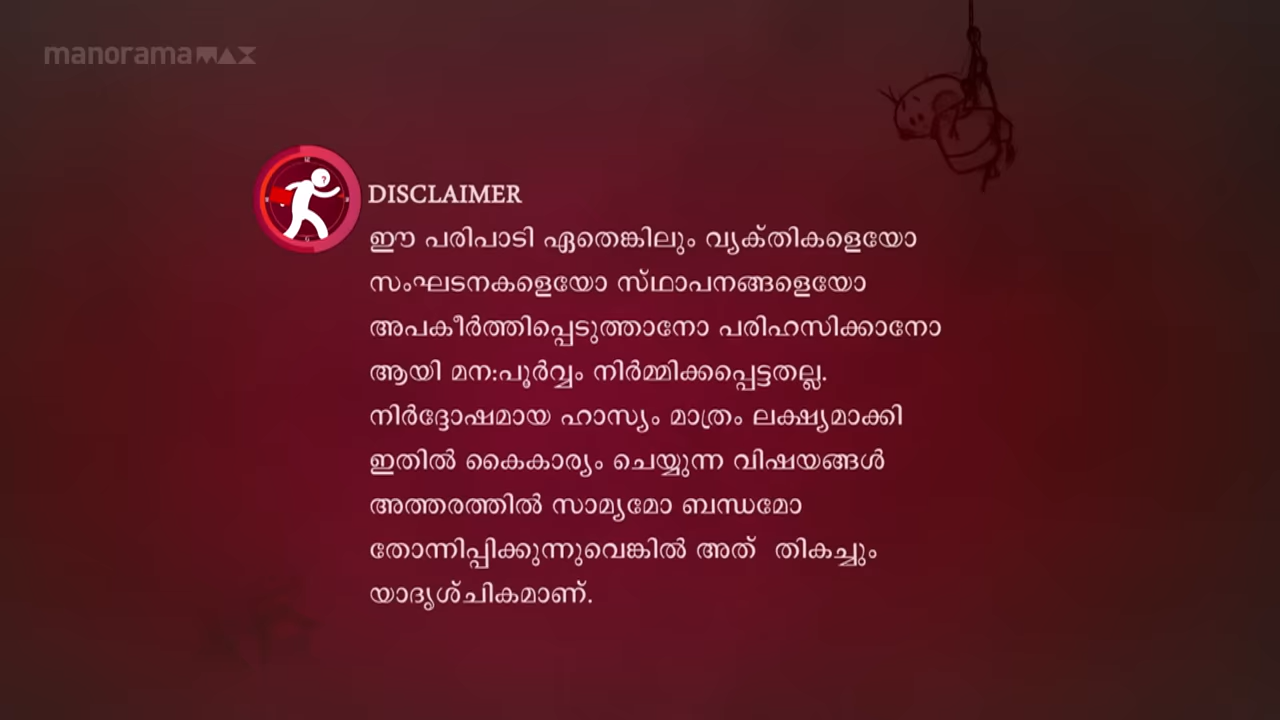 manoramaMAX
DISCLAIMER
ഈ പരിപാടി ഏതെങ്കിലും വ്യക്തികളെയോ
സംഘടനകളെയോ സ്ഥാപനങ്ങളെയോ
അപകീർത്തിപ്പെടുത്താനോ പരിഹസിക്കാനോ
ആയി മന:പൂർവ്വം നിർമ്മിക്കപ്പെട്ടതല്ല.
നിർദ്ദോഷമായ ഹാസ്യം മാത്രം ലക്ഷ്യമാക്കി
ഇതിൽ കൈകാര്യം ചെയ്യുന്ന വിഷയങ്ങൾ
അത്തരത്തിൽ സാമ്യമോ ബന്ധമോ
തോന്നിപ്പിക്കുന്നുവെങ്കിൽ അത് തികച്ചും
യാദൃശ്ചികമാണ്.